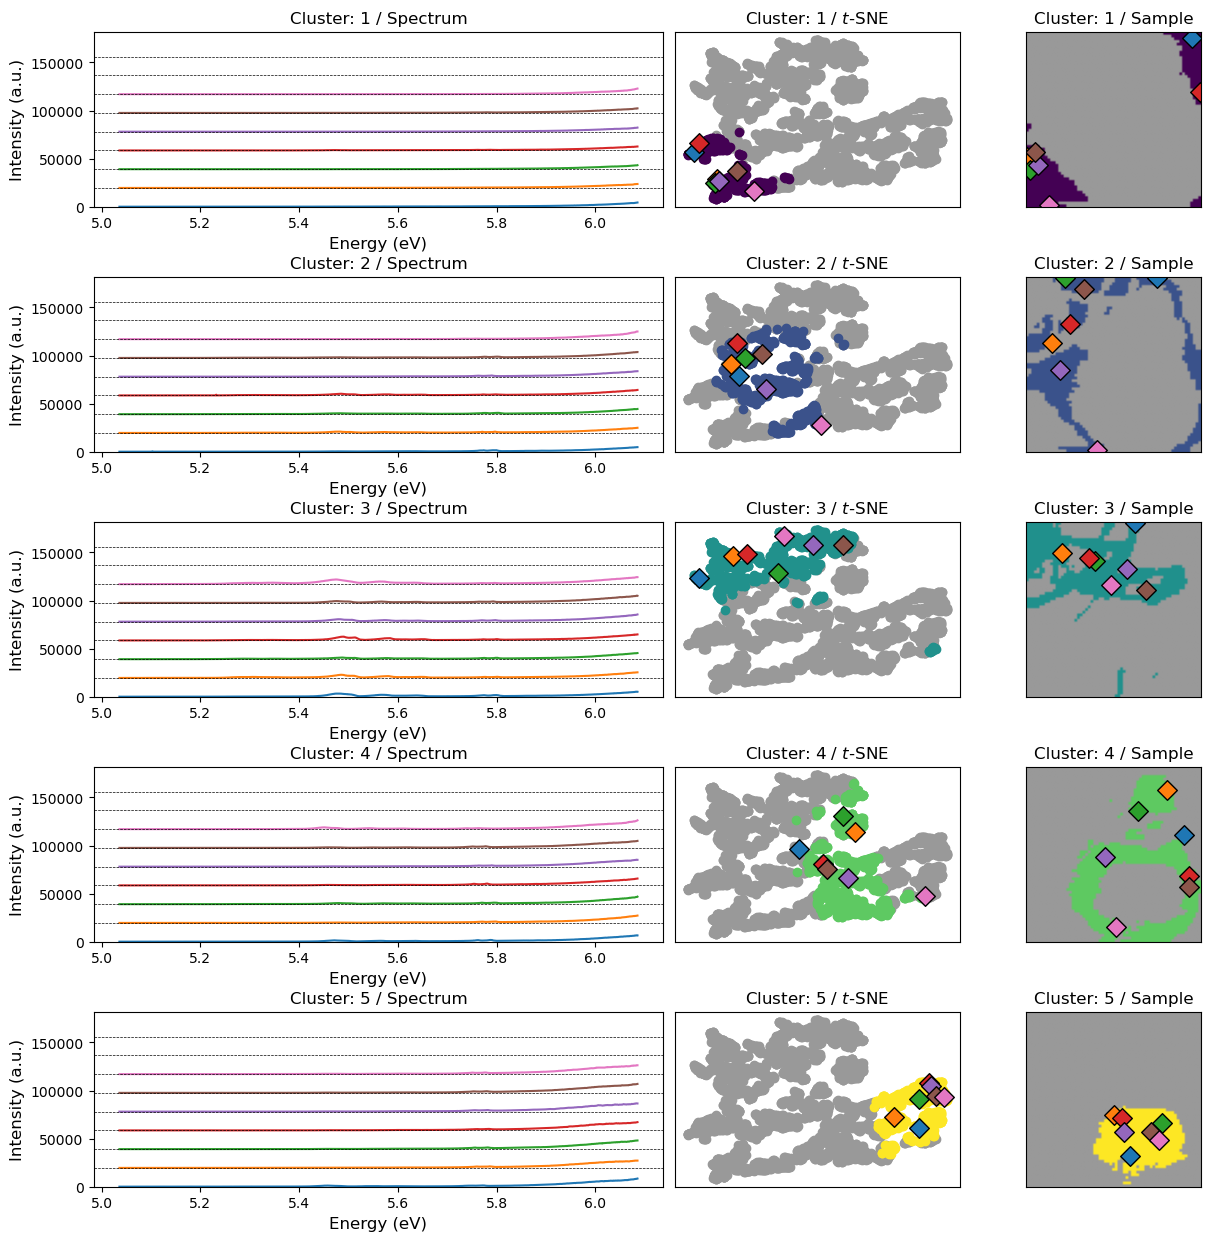 Cluster: 1 / Spectrum
Cluster: 1 / t-SNE
Cluster: 1 / Sample
150000
100000
50000
0
Intensity (a.u.)
5.0 5.2 5.4 5.6 5.8 6.0
Energy (eV)
Cluster: 2 / Spectrum
Cluster: 2 / t-SNE
Cluster: 2 / Sample
150000
100000
50000
0
Intensity (a.u.)
5.0 5.2 5.4 5.6 5.8 6.0
Energy (eV)
Cluster: 3 / Spectrum
Cluster: 3 / t-SNE
Cluster: 3 / Sample
150000
100000
50000
0
Intensity (a.u.)
5.0 5.2 5.4 5.6 5.8 6.0
Energy (eV)
Cluster: 4 / Spectrum
Cluster: 4 / t-SNE
Cluster: 4 / Sample
150000
100000
50000
0
Intensity (a.u.)
5.0 5.2 5.4 5.6 5.8 6.0
Energy (eV)
Cluster: 5 / Spectrum
Cluster: 5 / t-SNE
Cluster: 5 / Sample
150000
100000
50000
0
Intensity (a.u.)
5.0 5.2 5.4 5.6 5.8 6.0
Energy (eV)